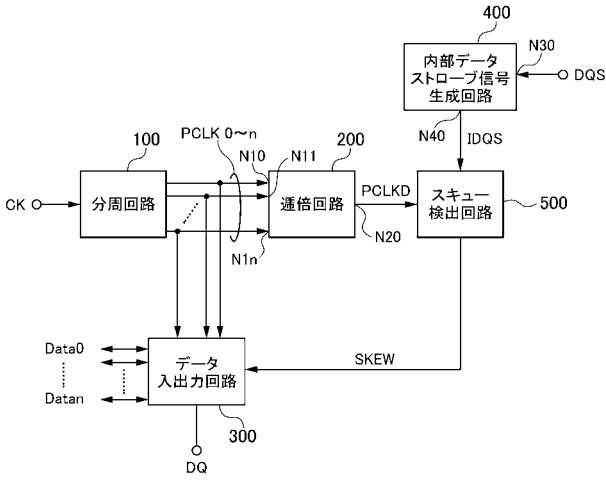 400
内部データ
ストローブ信号
生成回路
N30
DQS
N40
IDQS
PCLK 0～n
100
N10
N11
200
CK
分周回路
逓倍回路
PCLKD
スキュー
検出回路
500
N20
N1n
Data0
Datan
データ
入出力回路
SKEW
300
DQ